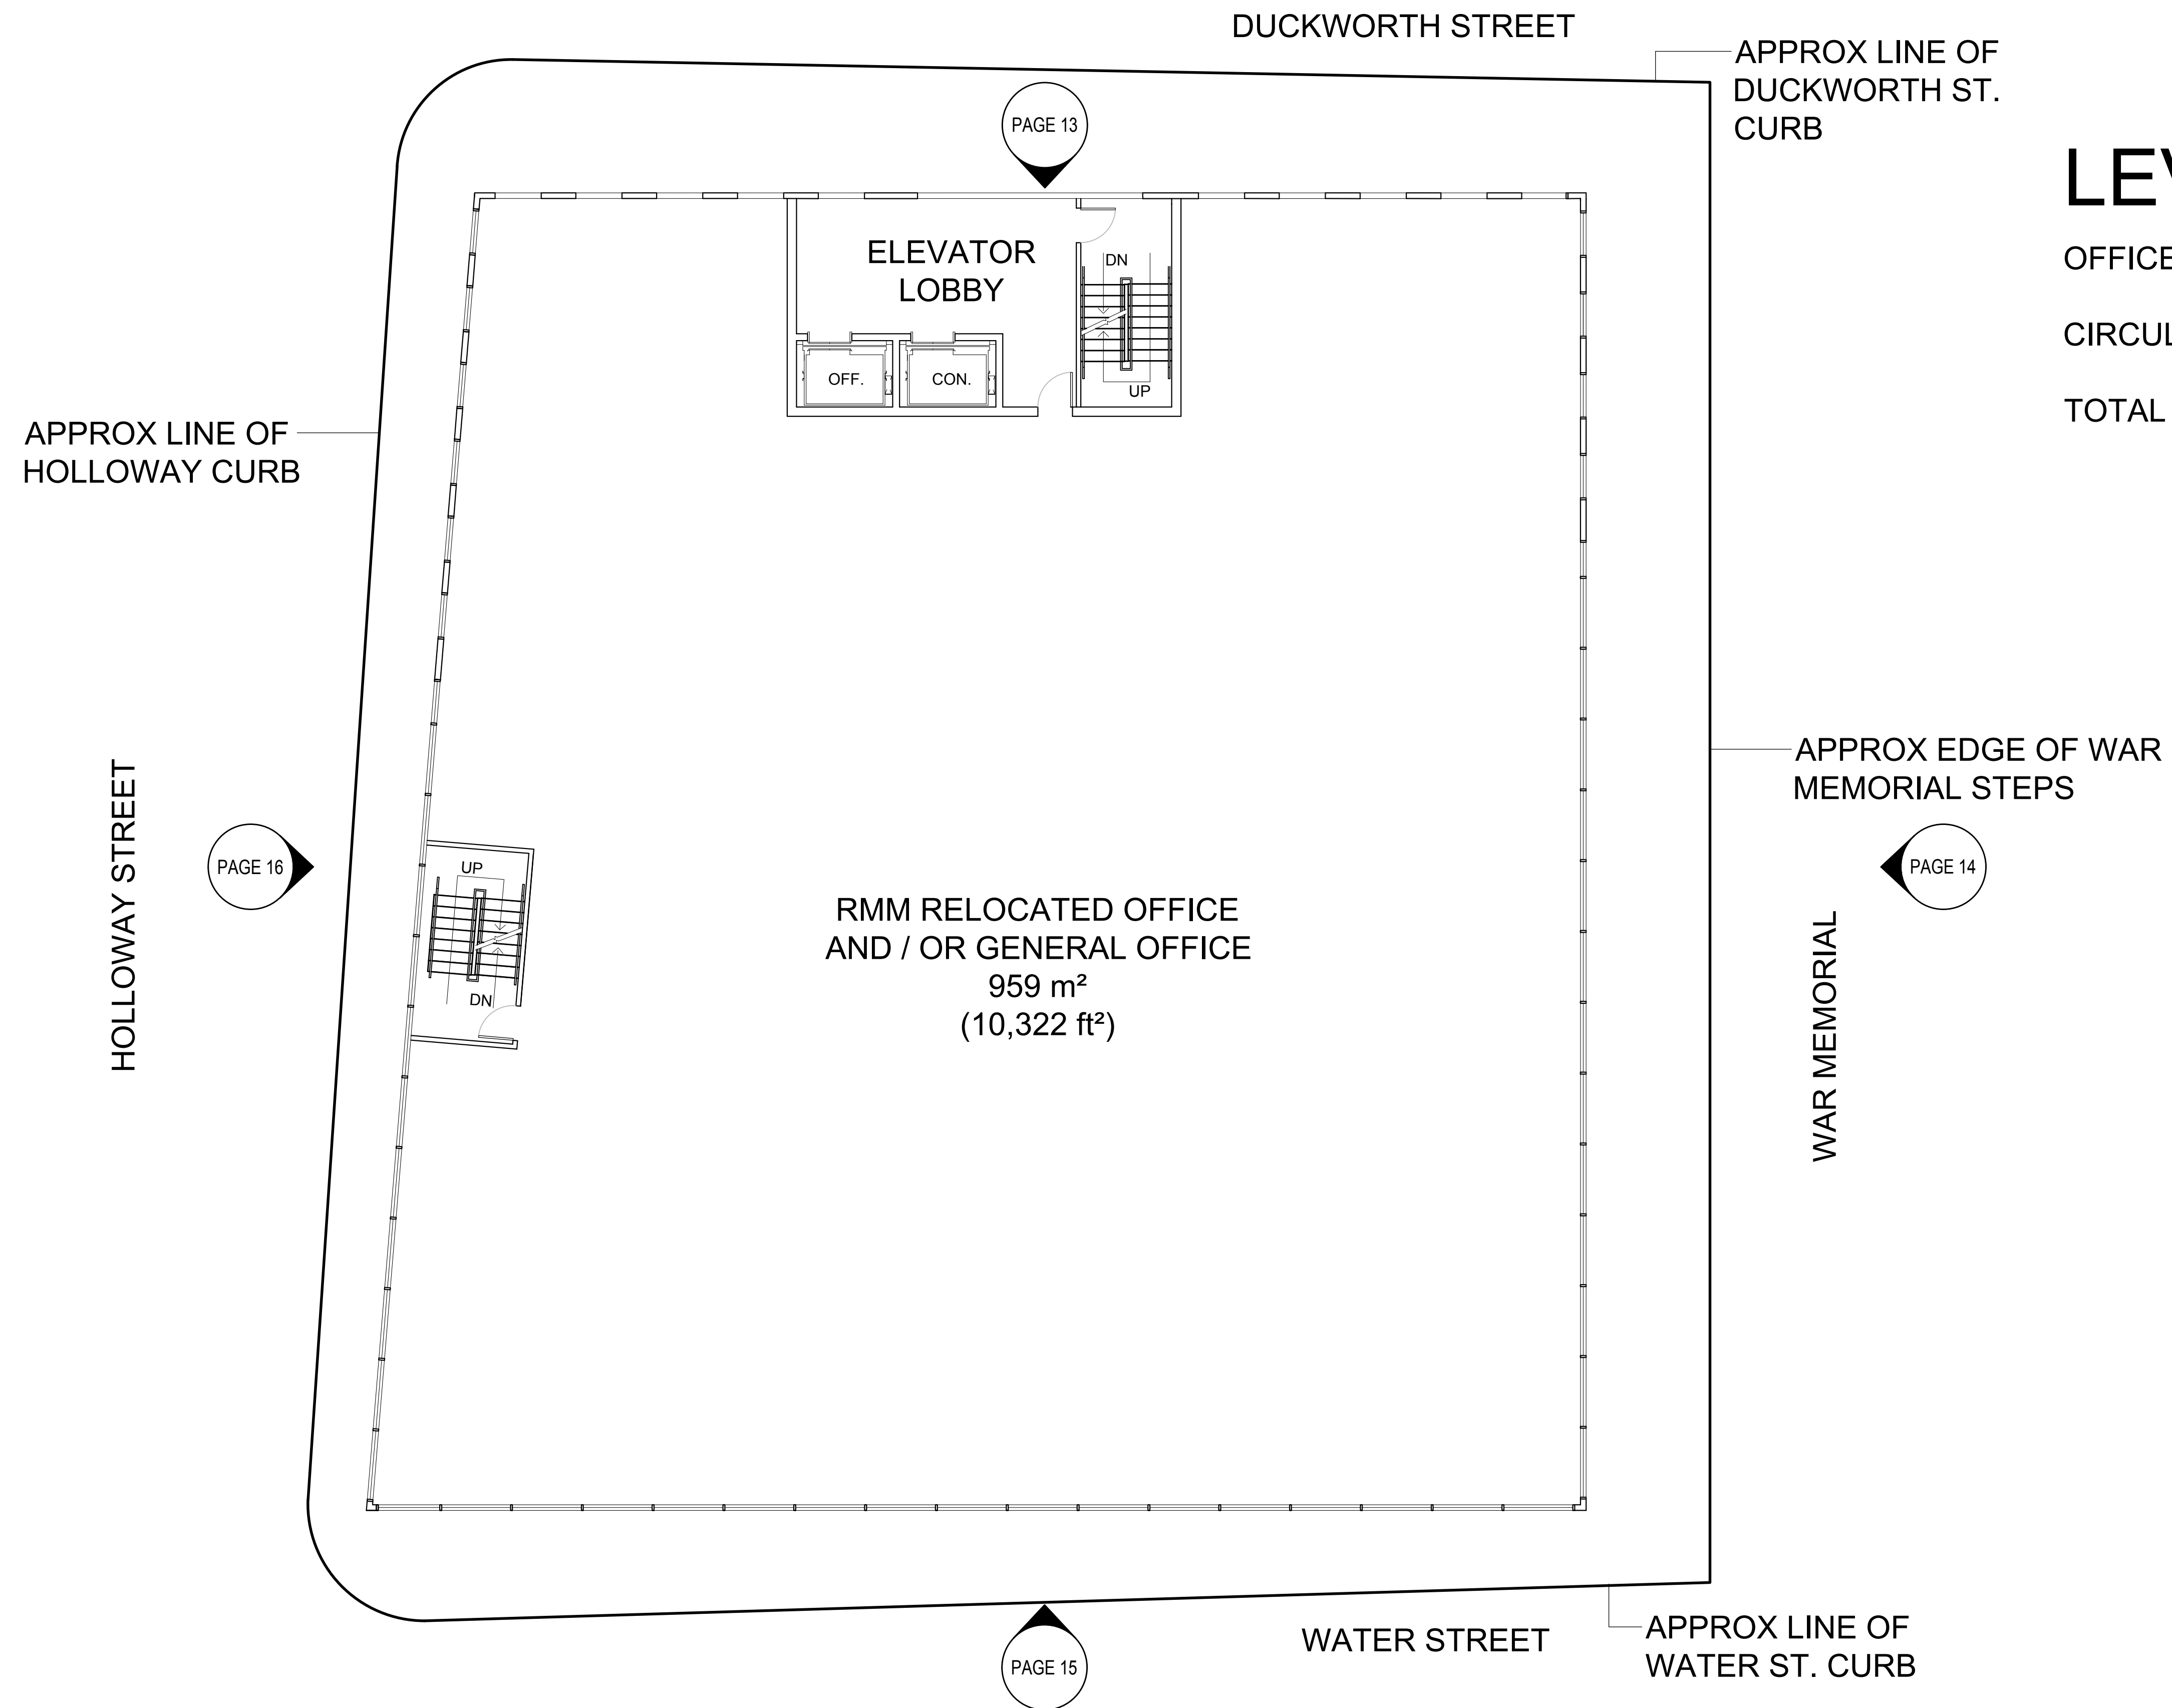 DUCKWORTH STREET
APPROX LINE OF
DUCKWORTH ST.
CURB
PAGE 13
OFFICE
TOTAL
ELEVATOR
LOBBY
DN
UP
OFF.
CON.
APPROX LINE OF
HOLLOWAY CURB
HOLLOWAY STREET
PAGE 16
UP
DN
RMM RELOCATED OFFICE
AND / OR GENERAL OFFICE
959 m²
(10,322 ft²)
APPROX EDGE OF WAR
MEMORIAL STEPS
PAGE 14
WAR MEMORIAL
WATER STREET
APPROX LINE OF
WATER ST. CURB
PAGE 15